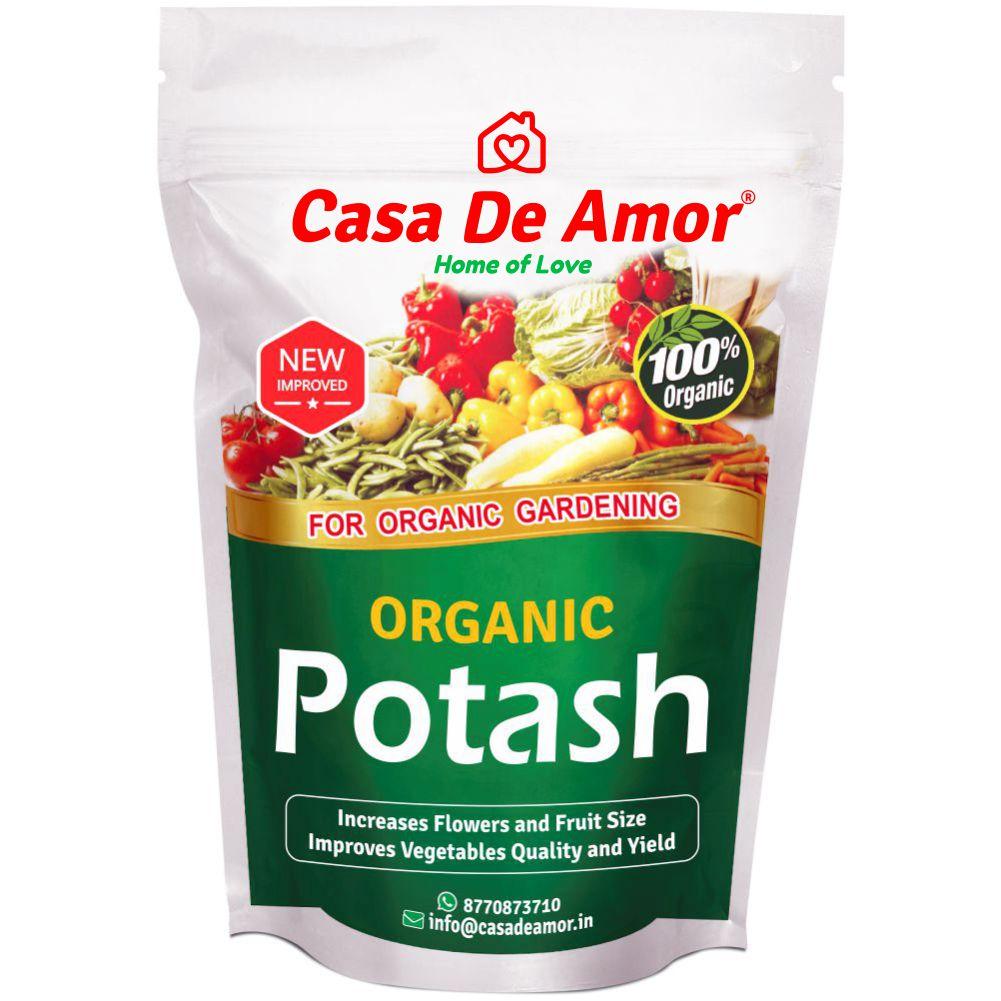 Casa De Amor®
Home of Love
NEW
IMPROVED
100%
Organic
FOR ORGANIC GARDENING
ORGANIC
Potash
Increases Flowers and Fruit Size
Improves Vegetables Quality and Yield
8770873710
info@casadeamor.in